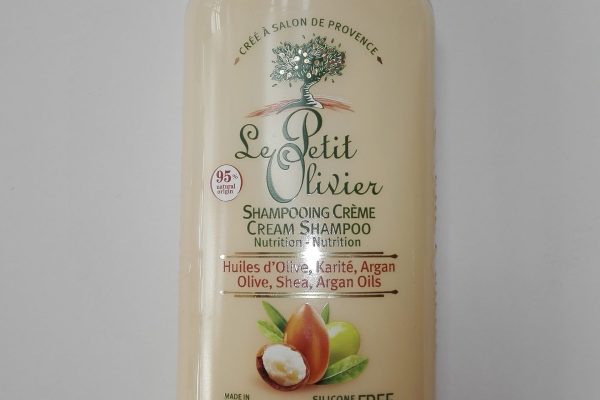 CRÉÉ À SALON DE PROVENCE
Le Petit
Olivier
95%
natural
origin
SHAMPOOING CRÈME
CREAM SHAMPOO
Nutrition - Nutrition
Huiles d'Olive, Karité, Argan
Olive, Shea, Argan Oils
MADE IN
SILICONE FREE